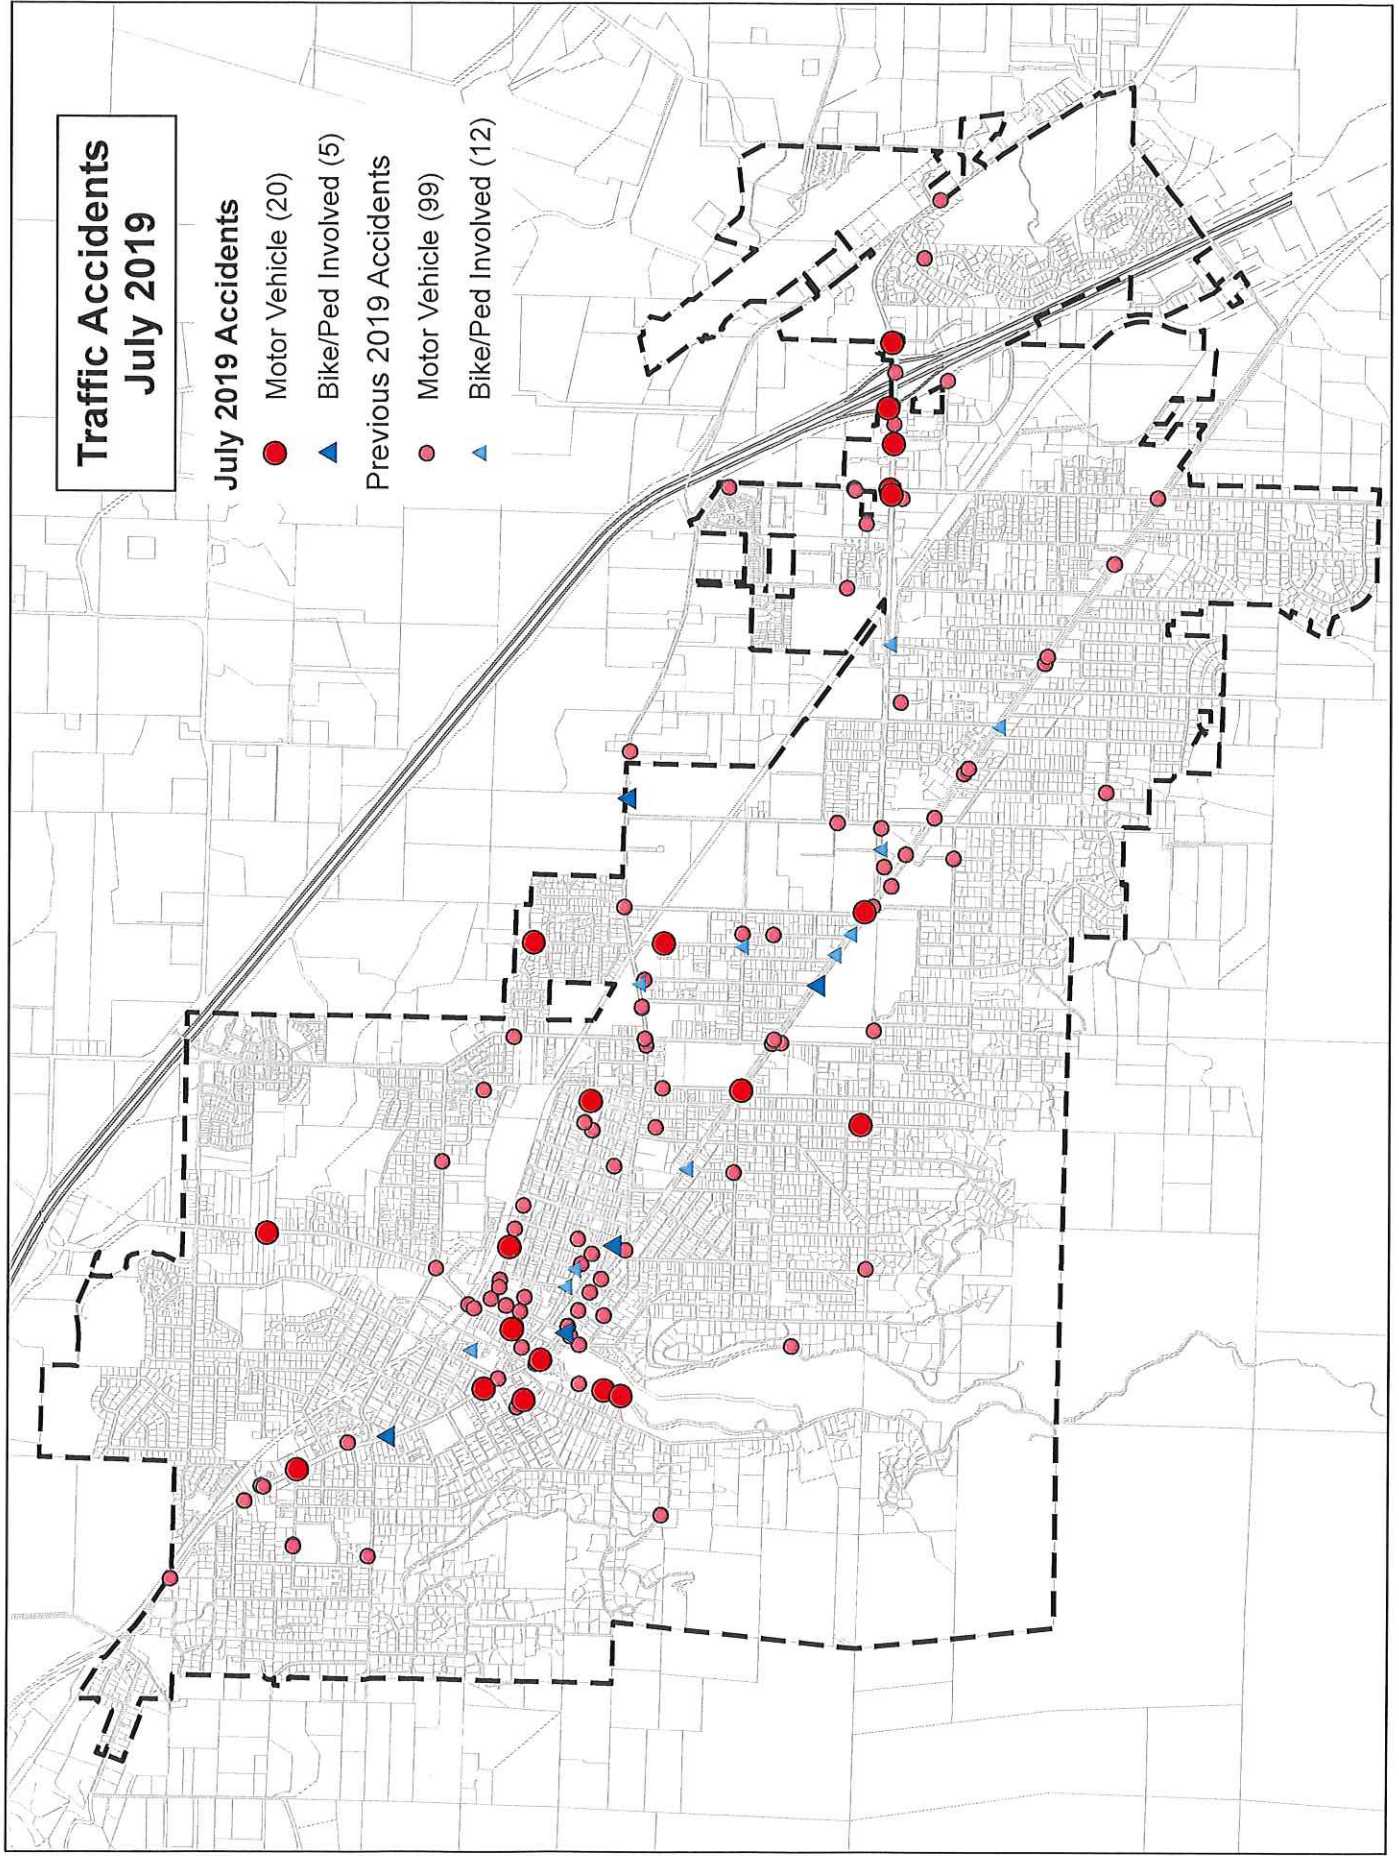 Traffic Accidents
July 2019
July 2019 Accidents
Motor Vehicle (20)
Bike/Ped Involved (5)
Previous 2019 Accidents
Motor Vehicle (99)
Bike/Ped Involved (12)